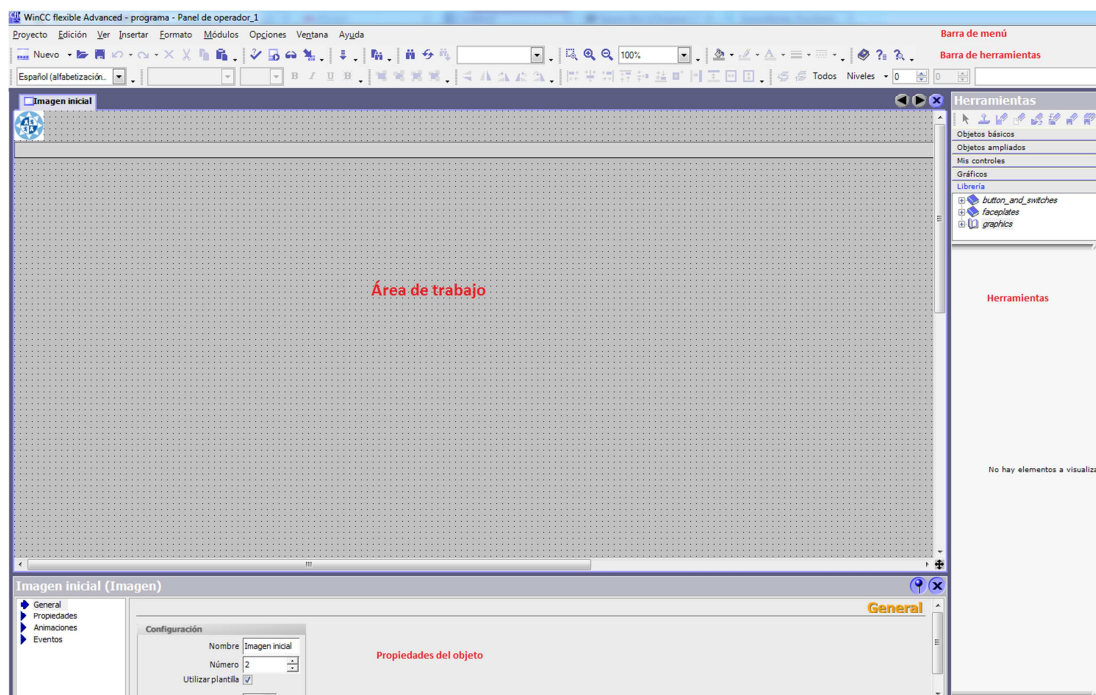 WinCC flexible Advanced - programa - Panel de operador_1
Proyecto Edición Ver Insertar Formato Módulos Opciones Ventana Ayuda
Barra de menú
Nuevo
100%
Barra de herramientas
Español (alfabetización..
B I U B
Todos Niveles 0 0
Imagen inicial
Herramientas
Objetos básicos
Objetos ampliados
Mis controles
Gráficos
Librería
button_and_switches
faceplates
graphics
Área de trabajo
Herramientas
No hay elementos a visualiza
Imagen inicial (Imagen)
General
Propiedades
Animaciones
Eventos
General
Configuración
Nombre Imagen inicial
Número 2
Utilizar plantilla
Propiedades del objeto